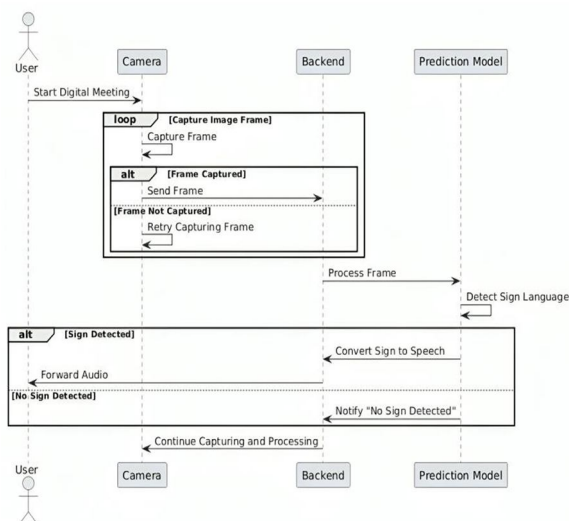 User
Camera
Backend
Prediction Model
Start Digital Meeting
loop [Capture Image Frame]
Capture Frame
alt [Frame Captured]
Send Frame
[Frame Not Captured]
Retry Capturing Frame
Process Frame
Detect Sign Language
alt [Sign Detected]
Convert Sign to Speech
Forward Audio
[No Sign Detected]
Notify "No Sign Detected"
Continue Capturing and Processing
User
Camera
Backend
Prediction Model